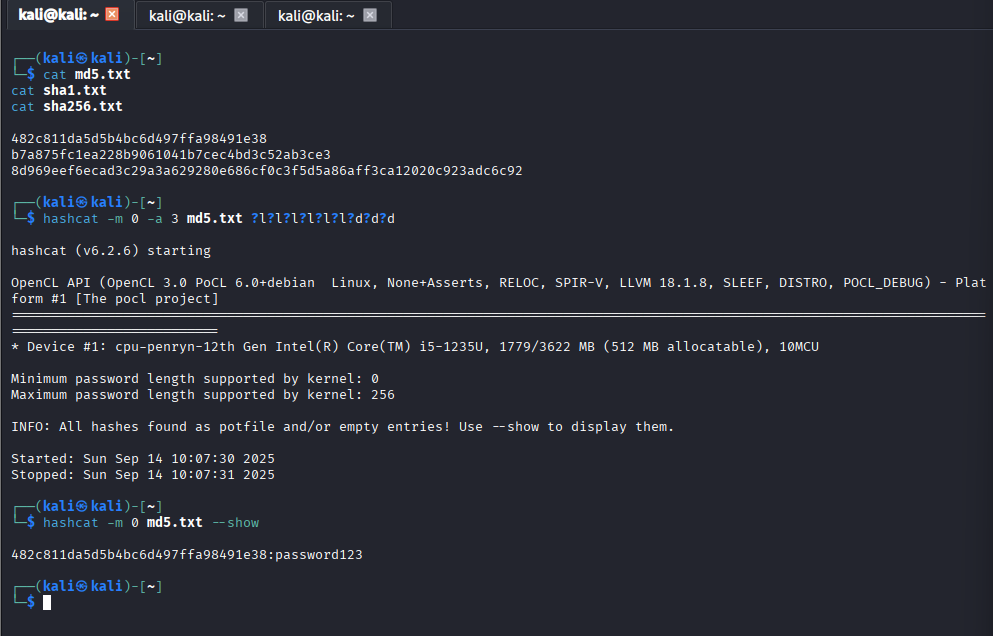 kali@kali: ~ kali@kali: ~ kali@kali: ~
┌──(kali㉿kali)-[~]
└─$ cat md5.txt
cat sha1.txt
cat sha256.txt
482c811da5d5b4bc6d497ffa98491e38
b7a875fc1ea228b9061041b7cec4bd3c52ab3ce3
8d969eef6ecad3c29a3a629280e686cf0c3f5d5a86aff3ca12020c923adc6c92
┌──(kali㉿kali)-[~]
└─$ hashcat -m 0 -a 3 md5.txt ?l?l?l?l?l?l?d?d?d
hashcat (v6.2.6) starting
OpenCL API (OpenCL 3.0 PoCL 6.0+debian  Linux, None+Asserts, RELOC, SPIR-V, LLVM 18.1.8, SLEEF, DISTRO, POCL_DEBUG) - Plat
form #1 [The pocl project]
* Device #1: cpu-penryn-12th Gen Intel(R) Core(TM) i5-1235U, 1779/3622 MB (512 MB allocatable), 10MCU
Minimum password length supported by kernel: 0
Maximum password length supported by kernel: 256
INFO: All hashes found as potfile and/or empty entries! Use --show to display them.
Started: Sun Sep 14 10:07:30 2025
Stopped: Sun Sep 14 10:07:31 2025
┌──(kali㉿kali)-[~]
└─$ hashcat -m 0 md5.txt --show
482c811da5d5b4bc6d497ffa98491e38:password123
┌──(kali㉿kali)-[~]
└─$